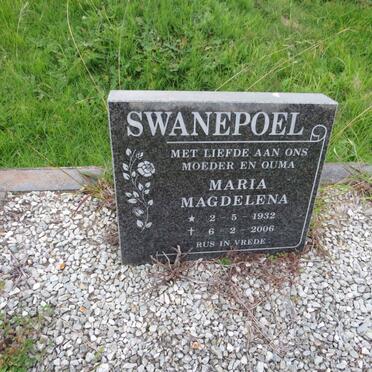 SWANEPOEL
MET LIEFDE AAN ONS
MOEDER EN OUMA
MARIA
MAGDELENA
★ 2 - 5 - 1932
✝ 6 - 2 - 2006
RUS IN VREDE